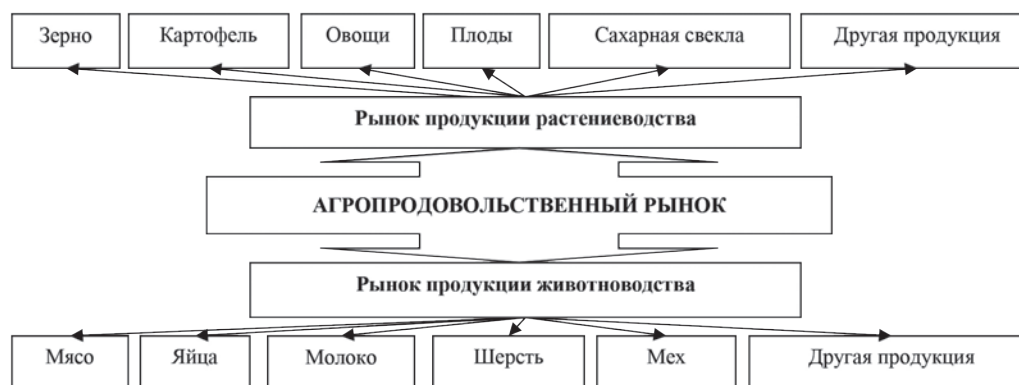 Зерно
Картофель
Овощи
Плоды
Сахарная свекла
Другая продукция
Рынок продукции растениеводства
АГРОПРОДОВОЛЬСТВЕННЫЙ РЫНОК
Рынок продукции животноводства
Мясо
Яйца
Молоко
Шерсть
Мех
Другая продукция